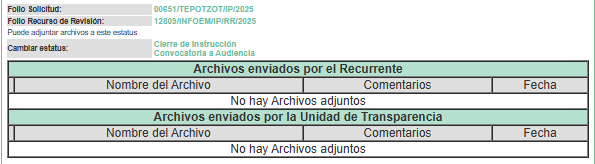 Folio Solicitud: 00651/TEPOTZOT/IP/2025
Folio Recurso de Revisión: 12809/INFOEM/IP/RR/2025
Puede adjuntar archivos a este estatus
Cambiar estatus: Cierre de Instrucción
Convocatoria a Audiencia
Archivos enviados por el Recurrente
Nombre del Archivo Comentarios Fecha
No hay Archivos adjuntos
Archivos enviados por la Unidad de Transparencia
Nombre del Archivo Comentarios Fecha
No hay Archivos adjuntos